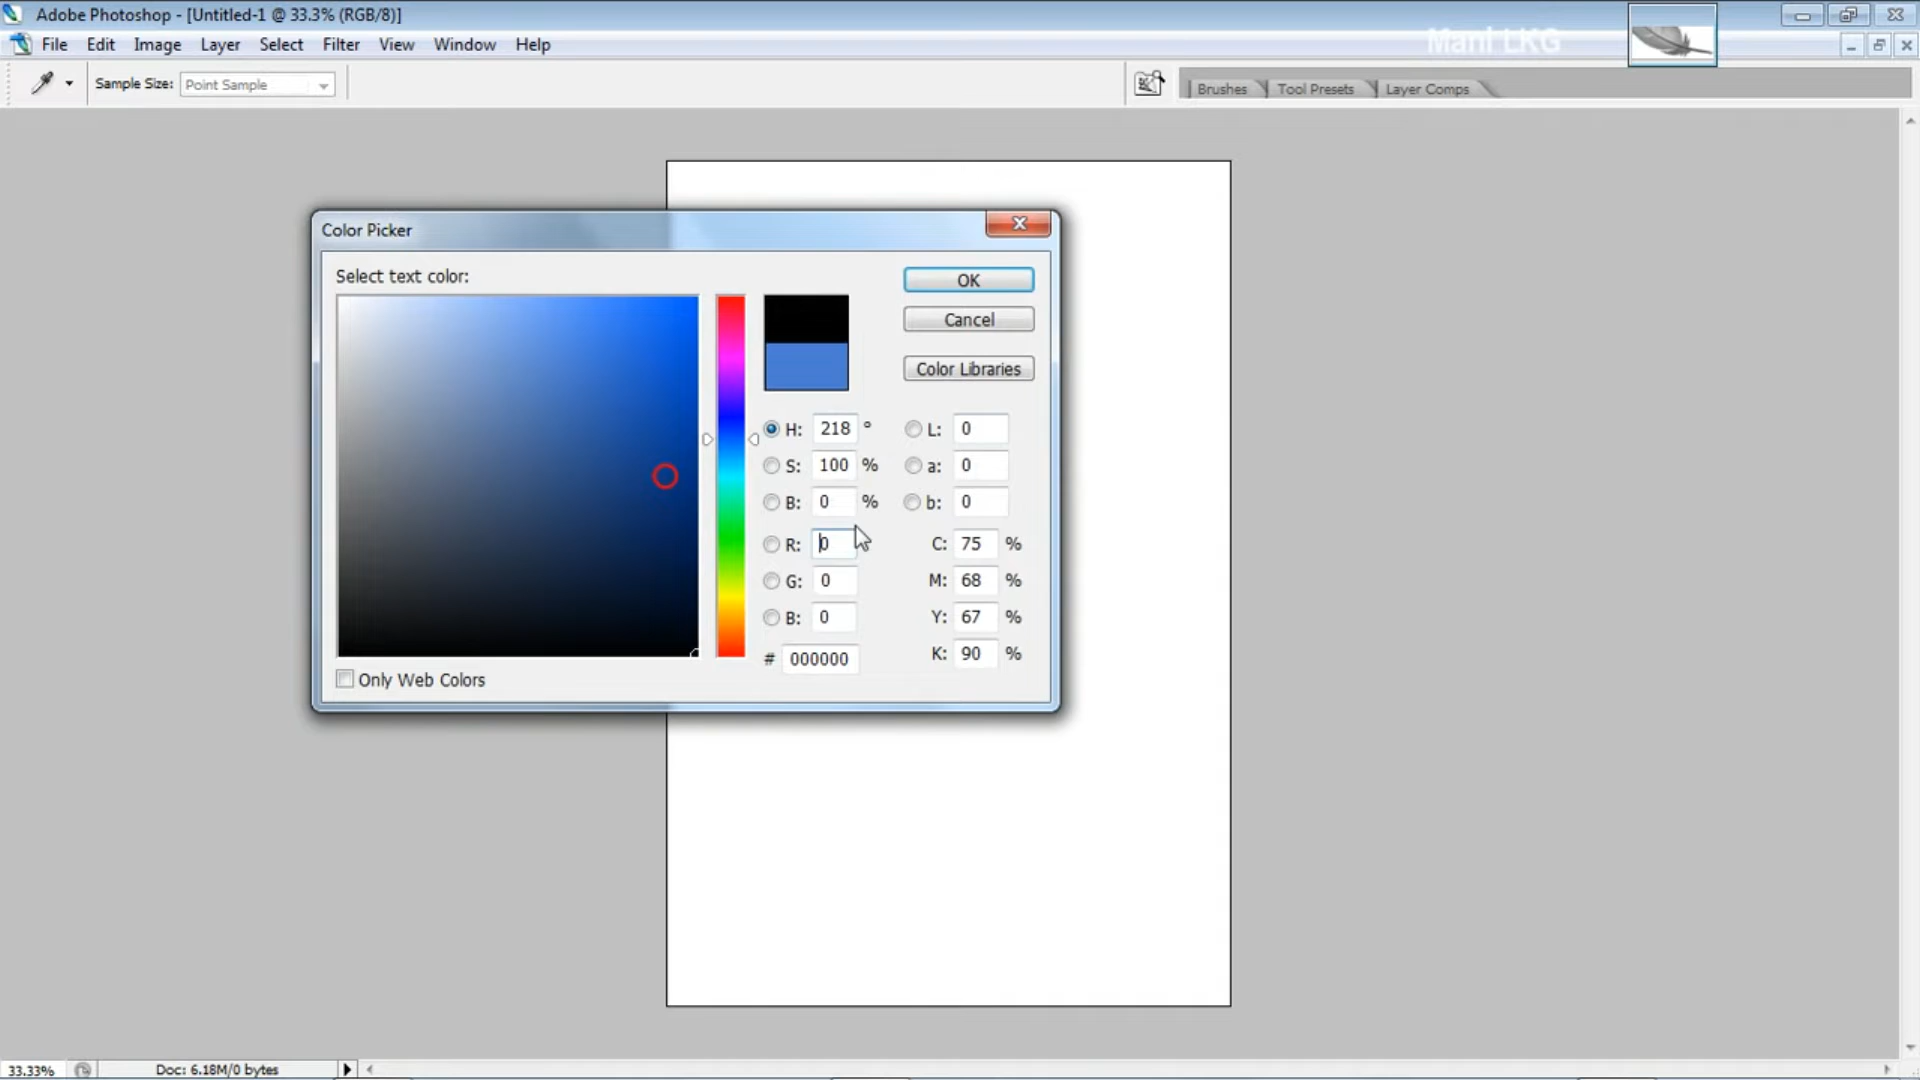 Adobe Photoshop - [Untitled-1 @ 33.3% (RGB/8)]
File Edit Image Layer Select Filter View Window Help
Mani LKG
Sample Size: Point Sample
Brushes Tool Presets Layer Comps
Color Picker
Select text color:
OK
Cancel
Color Libraries
H: 218 ° L: 0
S: 100 % a: 0
B: 0 % b: 0
R: 0 C: 75 %
G: 0 M: 68 %
B: 0 Y: 67 %
# 000000 K: 90 %
Only Web Colors
33.33% Doc: 6.18M/0 bytes